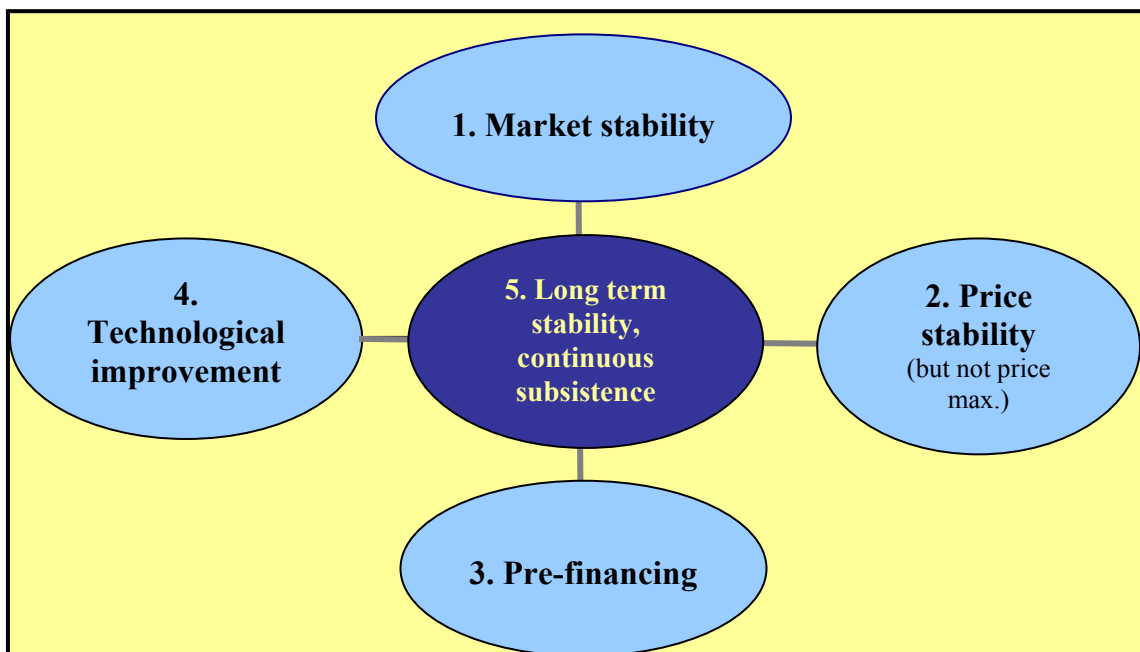 1. Market stability
4.
Technological
improvement
5. Long term
stability,
continuous
subsistence
2. Price
stability
(but not price
max.)
3. Pre-financing